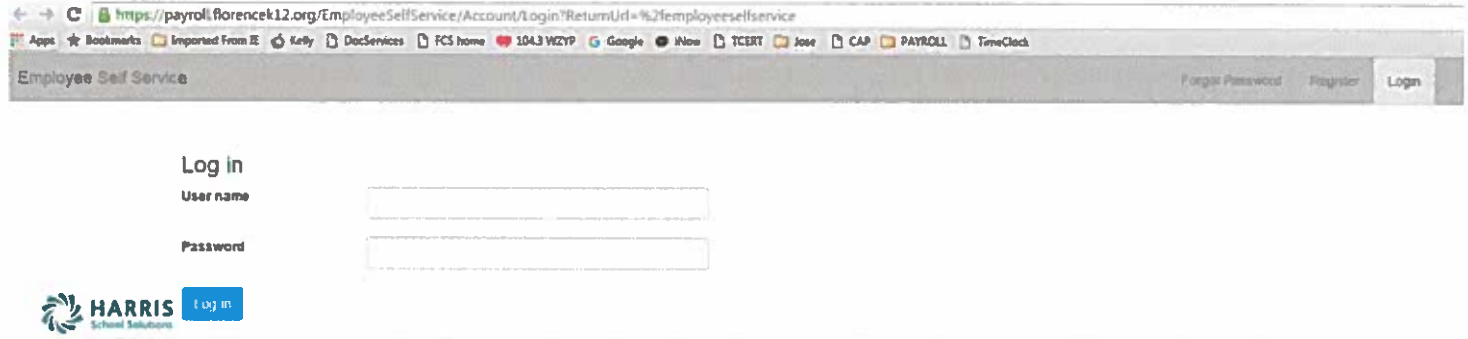 https://payroll.florencek12.org/EmployeeSelfService/Account/Login?ReturnUrl=%2femployeeselfservice
Apps Bookmarks Imported From IE Kelly DocServices FCS home 104.3 WZYP Google iNow TCERT Jose CAP PAYROLL TimeClock
Employee Self Service Forgot Password Register Login
Log in
User name
Password
HARRIS Log in
School Solutions